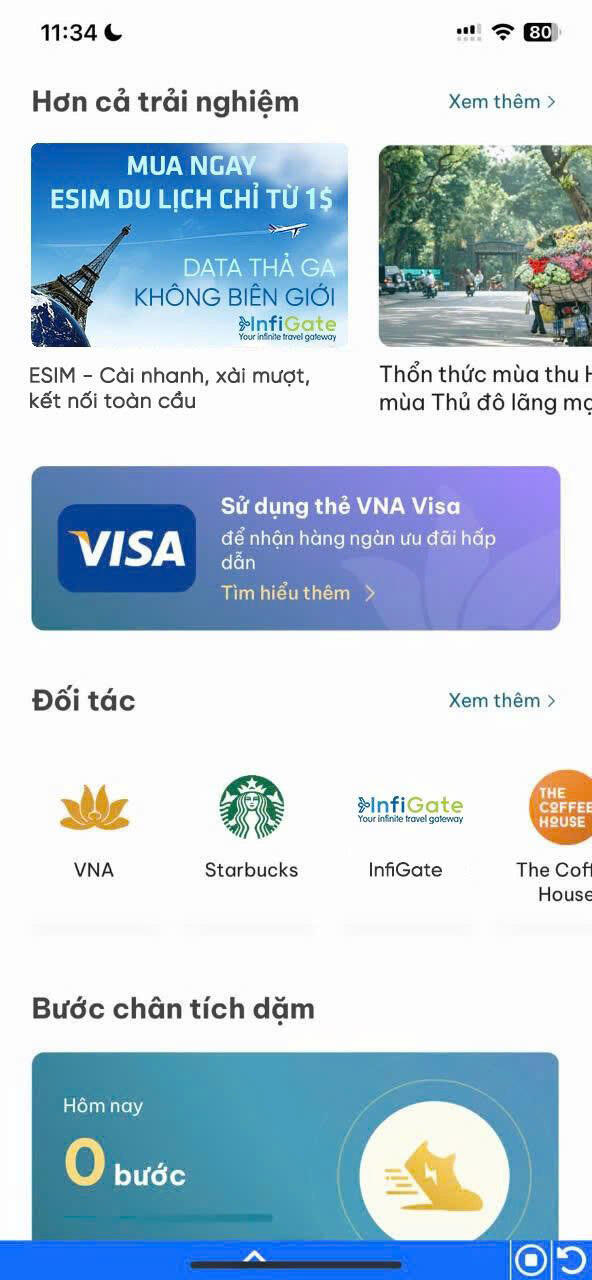 11:34
80
Hơn cả trải nghiệm
Xem thêm >
MUA NGAY
ESIM DU LỊCH CHỈ TỪ 1$
DATA THẢ GA
KHÔNG BIÊN GIỚI
InfiGate
Your infinite travel gateway
ESIM - Cài nhanh, xài mượt,
kết nối toàn cầu
Thổn thức mùa thu H
mùa Thủ đô lãng mạ
VISA
Sử dụng thẻ VNA Visa
để nhận hàng ngàn ưu đãi hấp
dẫn
Tìm hiểu thêm >
Đối tác
Xem thêm >
InfiGate
Your infinite travel gateway
THE
COFFEE
HOUSE
VNA
Starbucks
InfiGate
The Coff
House
Bước chân tích dặm
Hôm nay
0 bước